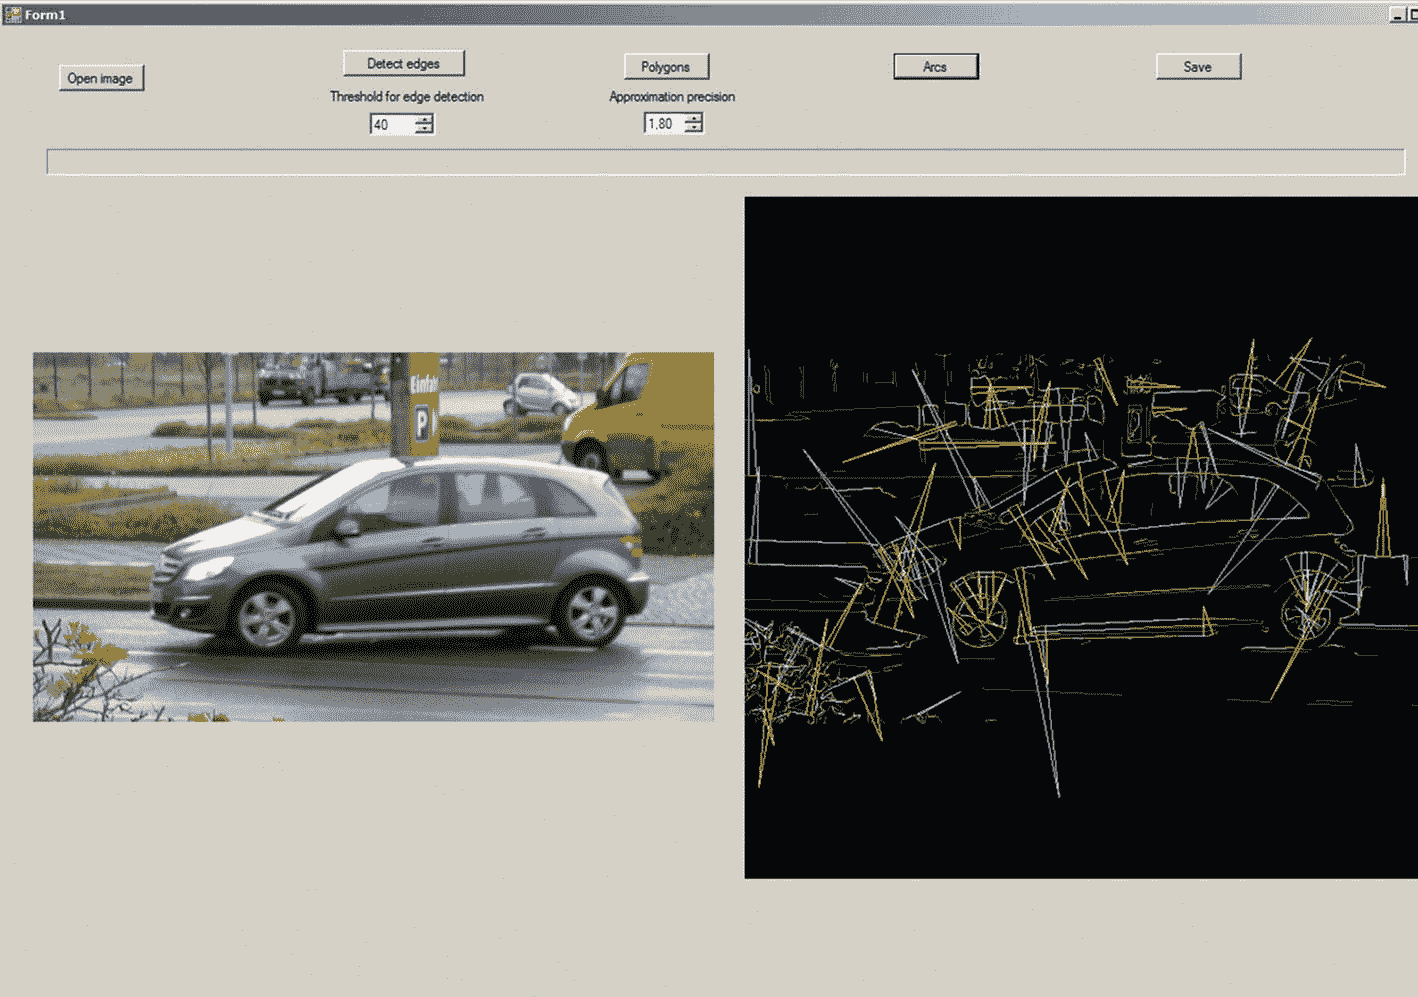 Form1
Open image
Detect edges
Polygons
Arcs
Save
Threshold for edge detection
Approximation precision
40
1,80
Einfah
P